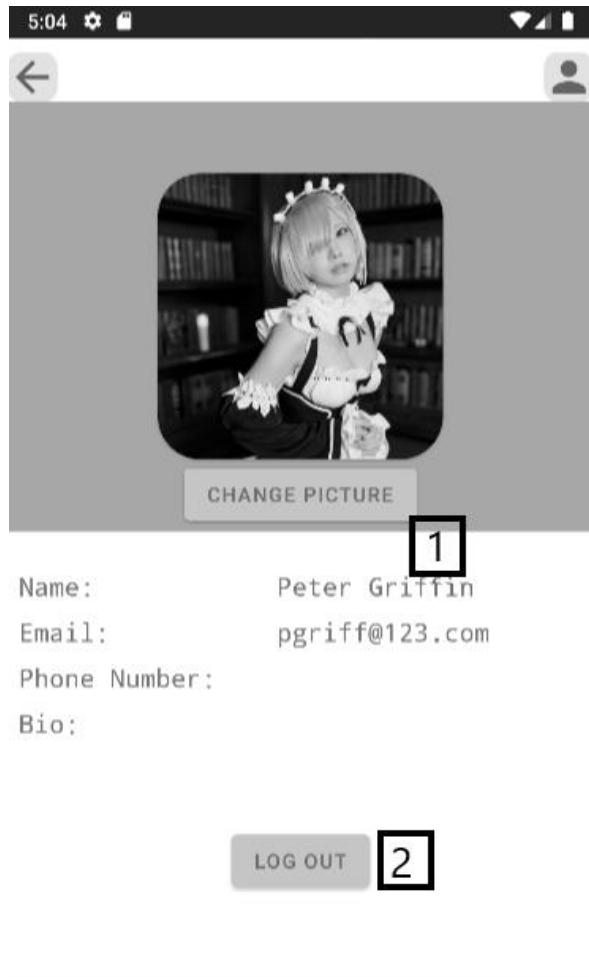 5:04
CHANGE PICTURE
1
Name: Peter Griffin
Email: pgriff@123.com
Phone Number:
Bio:
LOG OUT 2